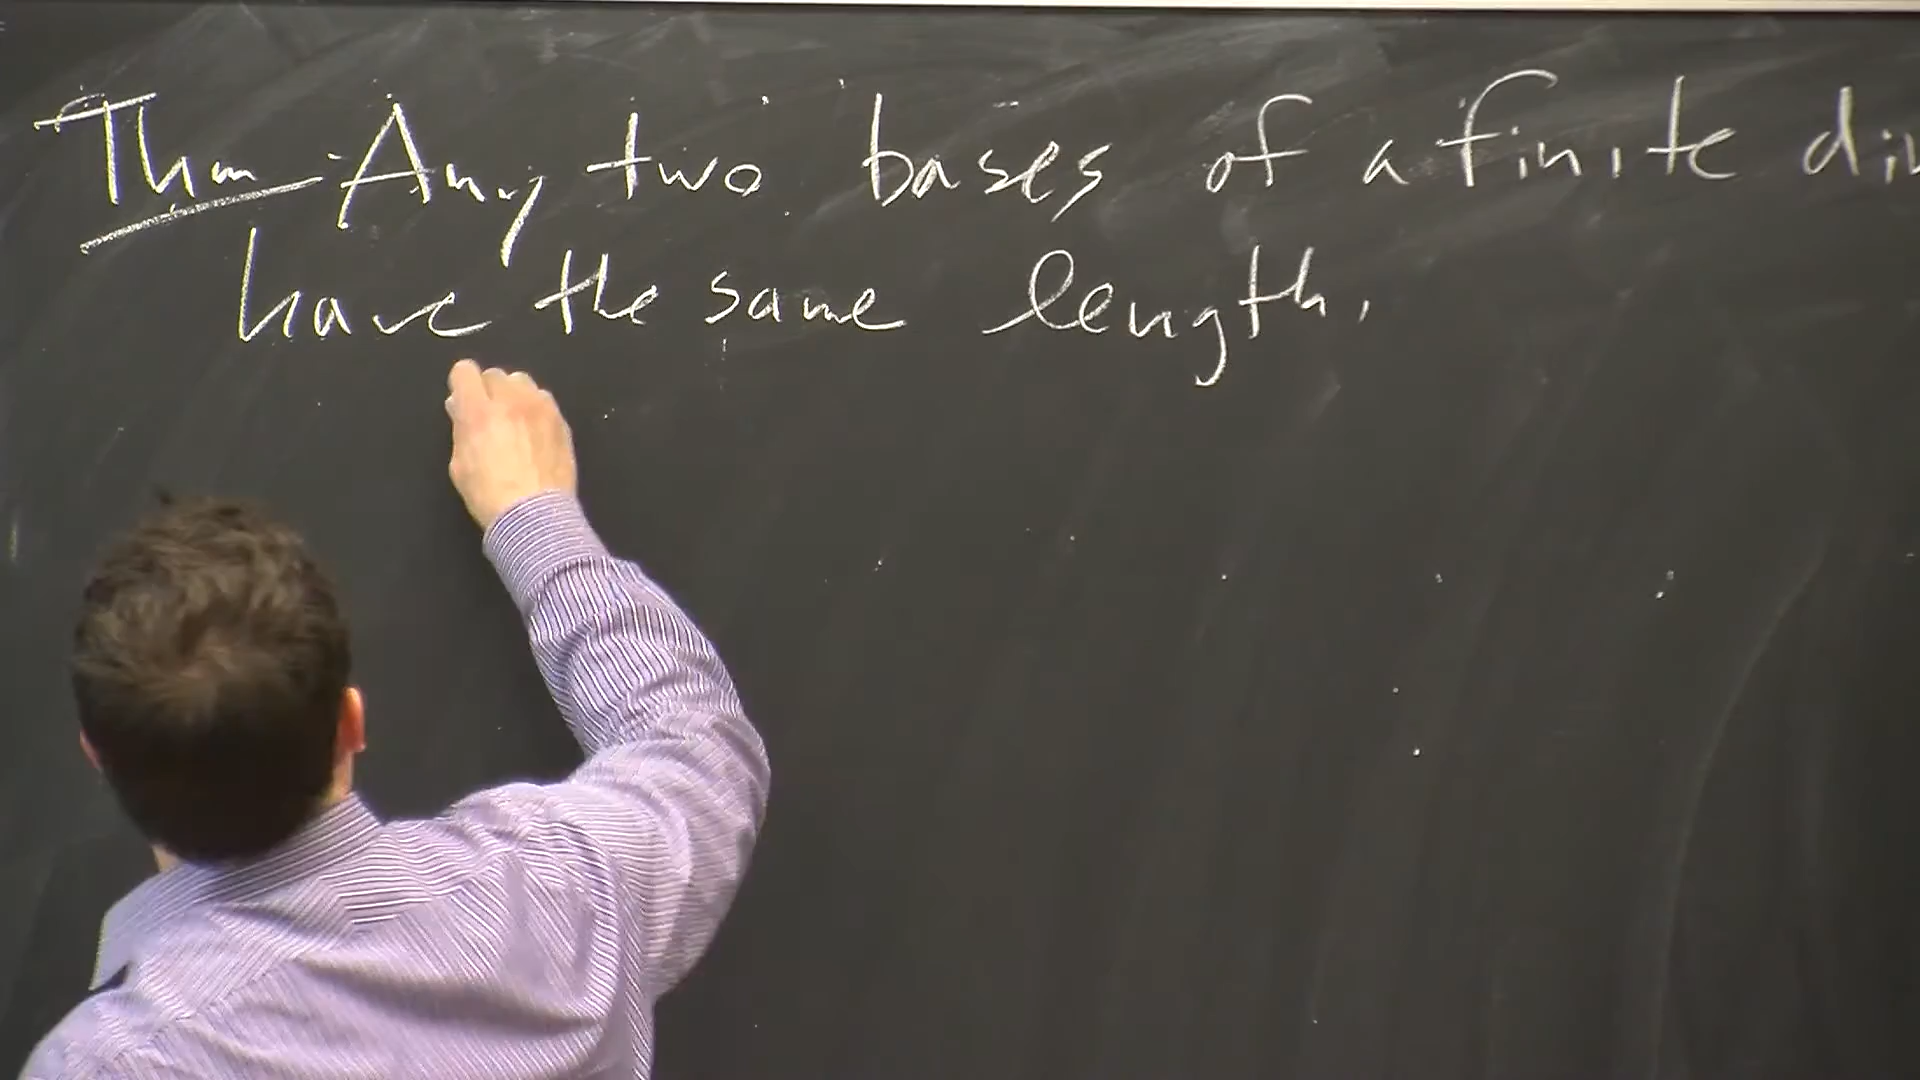 Thm - Any two bases of a finite
have the same length.